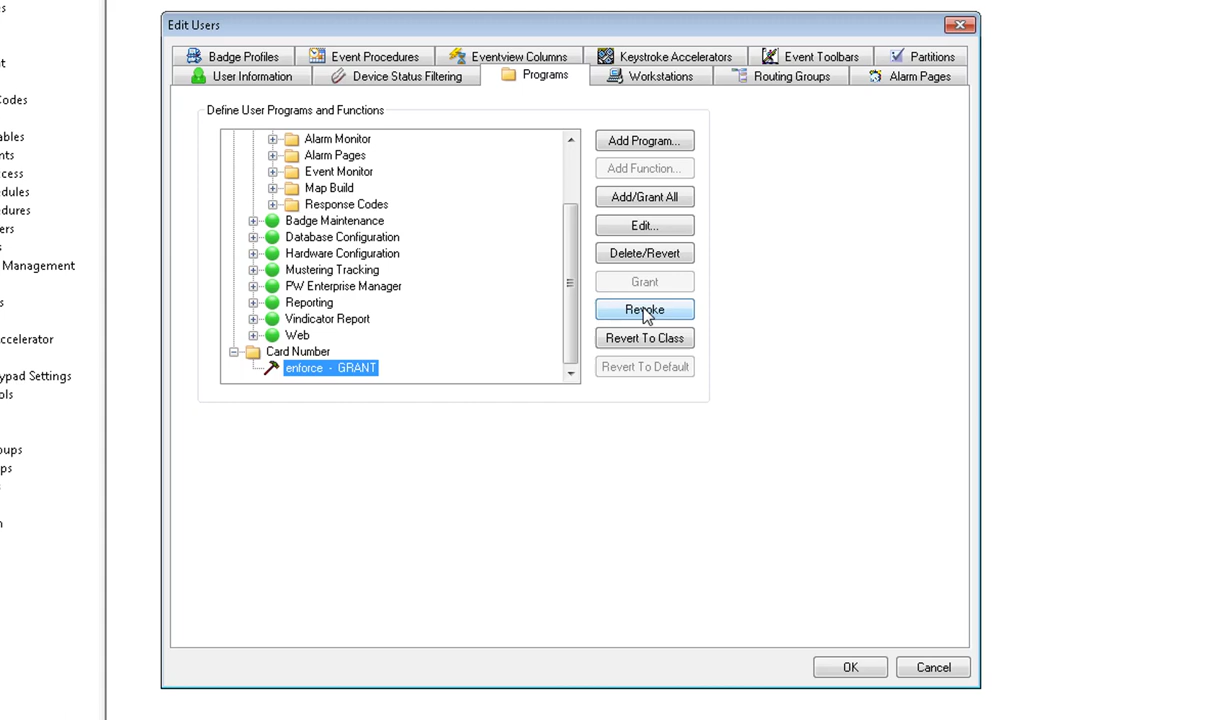 Edit Users
Badge Profiles
Event Procedures
Eventview Columns
Keystroke Accelerators
Event Toolbars
Partitions
User Information
Device Status Filtering
Programs
Workstations
Routing Groups
Alarm Pages
Define User Programs and Functions
Alarm Monitor
Alarm Pages
Event Monitor
Map Build
Response Codes
Badge Maintenance
Database Configuration
Hardware Configuration
Mustering Tracking
PW Enterprise Manager
Reporting
Vindicator Report
Web
Card Number
enforce - GRANT
Add Program...
Add Function...
Add/Grant All
Edit...
Delete/Revert
Grant
Revoke
Revert To Class
Revert To Default
OK
Cancel
Codes
ables
nts
cess
edules
edures
ers
s
Management
s
ccelerator
ypad Settings
ols
oups
ps